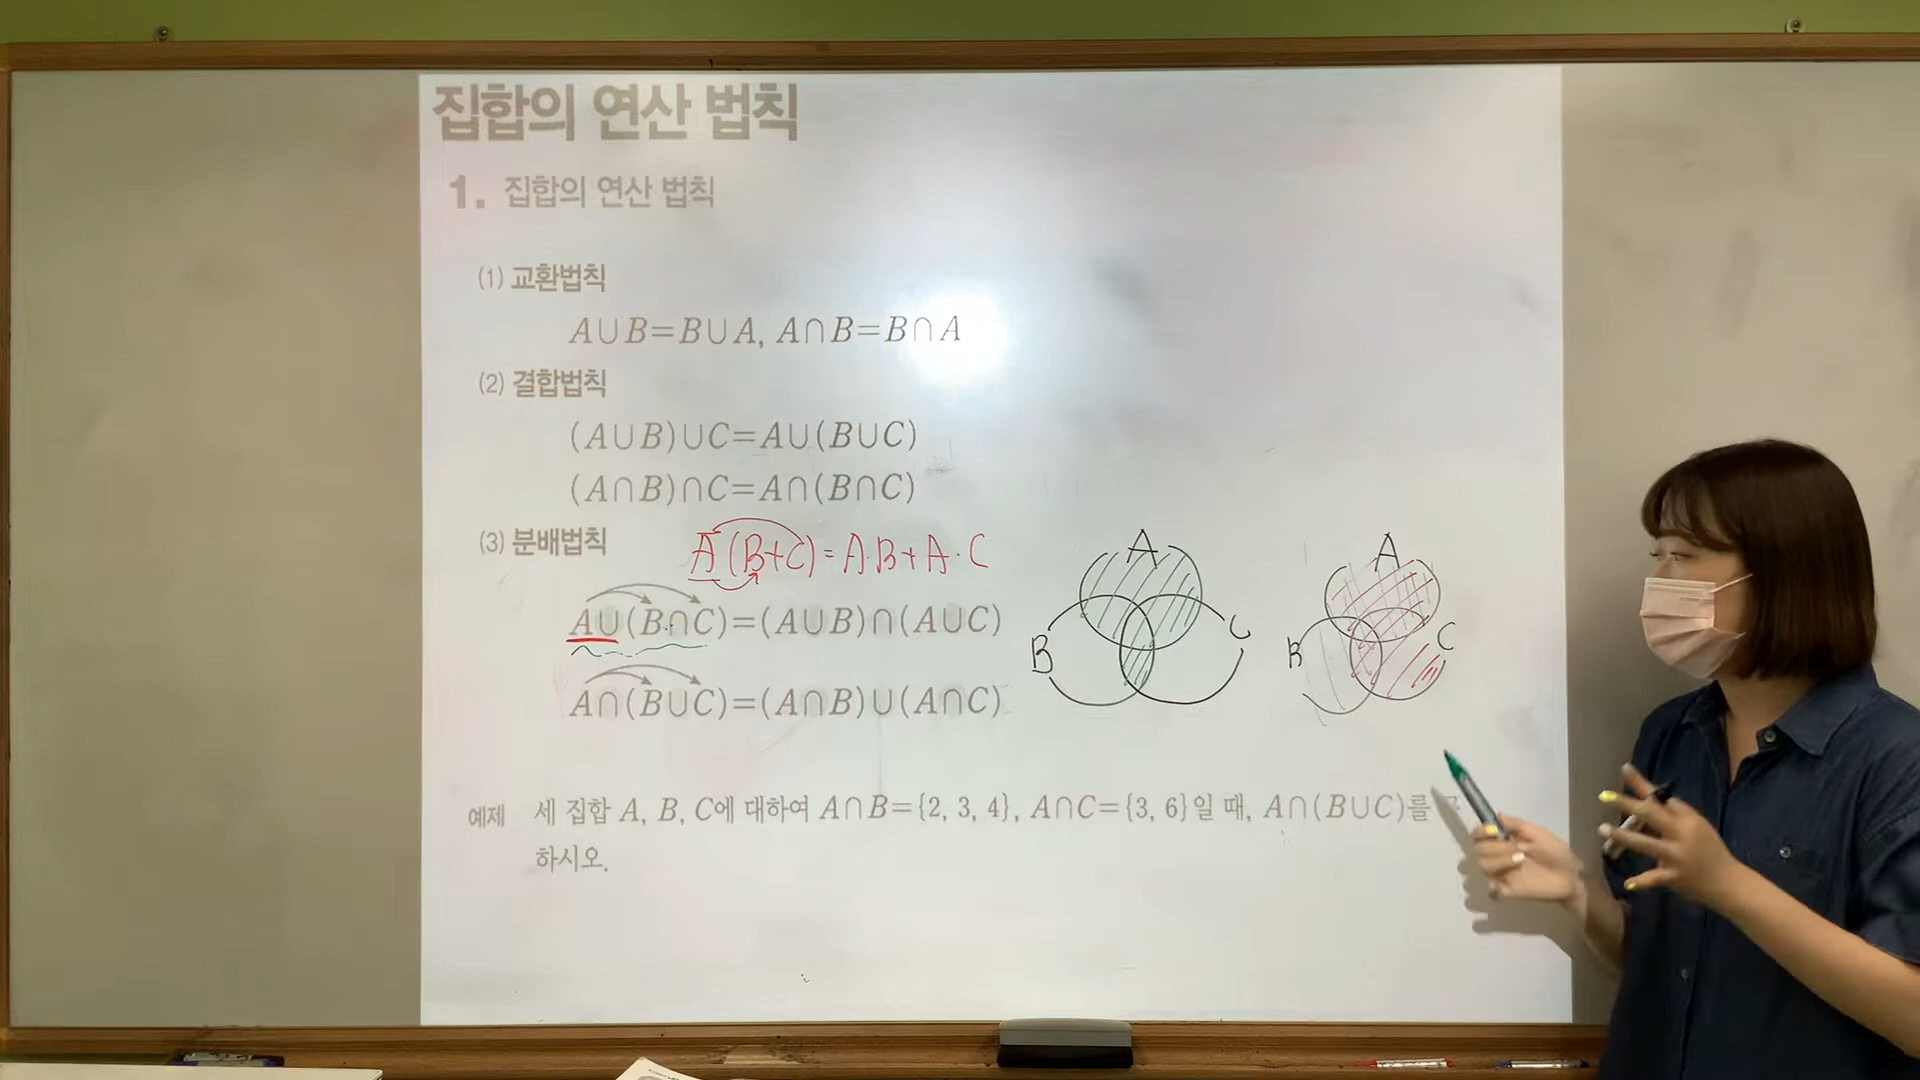 집합의 연산 법칙
1. 집합의 연산 법칙
(1) 교환법칙
A∪B=B∪A, A∩B=B∩A
(2) 결합법칙
(A∪B)∪C=A∪(B∪C)
(A∩B)∩C=A∩(B∩C)
(3) 분배법칙
A(B+C)=A·B+A·C
A∪(B∩C)=(A∪B)∩(A∪C)
A∩(B∪C)=(A∩B)∪(A∩C)
A
B
C
A
B
C
예제 세 집합 A, B, C에 대하여 A∩B={2, 3, 4}, A∩C={3, 6}일 때, A∩(B∪C)를
하시오.